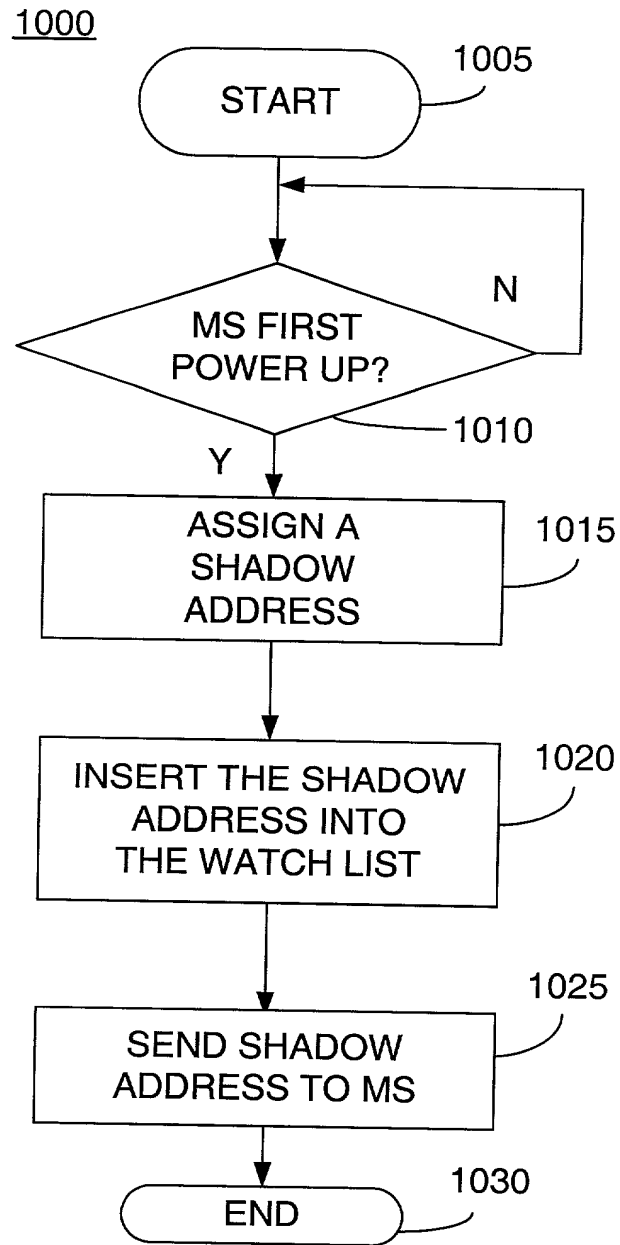 1000
START
1005
N
MS FIRST
POWER UP?
1010
Y
ASSIGN A
SHADOW
ADDRESS
1015
INSERT THE SHADOW
ADDRESS INTO
THE WATCH LIST
1020
SEND SHADOW
ADDRESS TO MS
1025
END
1030